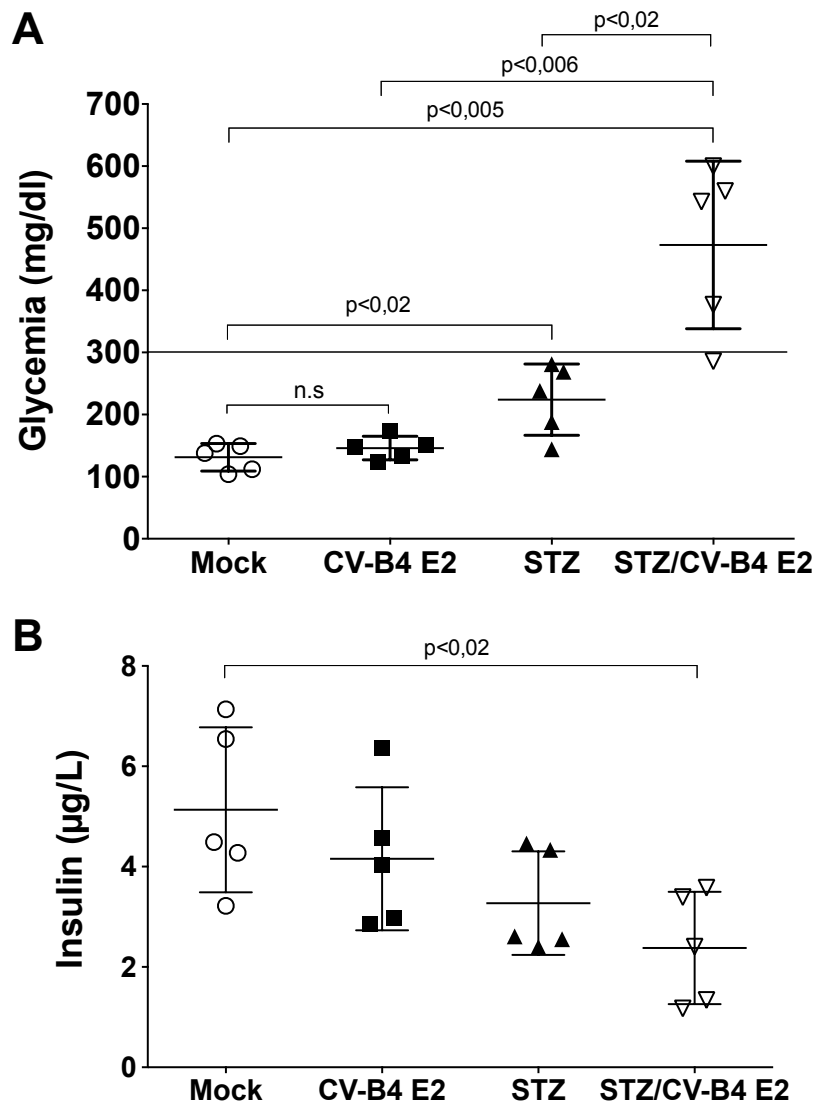 A
p<0,02
p<0,006
p<0,005
p<0,02
n.s
Glycemia (mg/dl)
700
600
500
400
300
200
100
0
Mock CV-B4 E2 STZ STZ/CV-B4 E2
B
p<0,02
Insulin (µg/L)
8
6
4
2
0
Mock CV-B4 E2 STZ STZ/CV-B4 E2